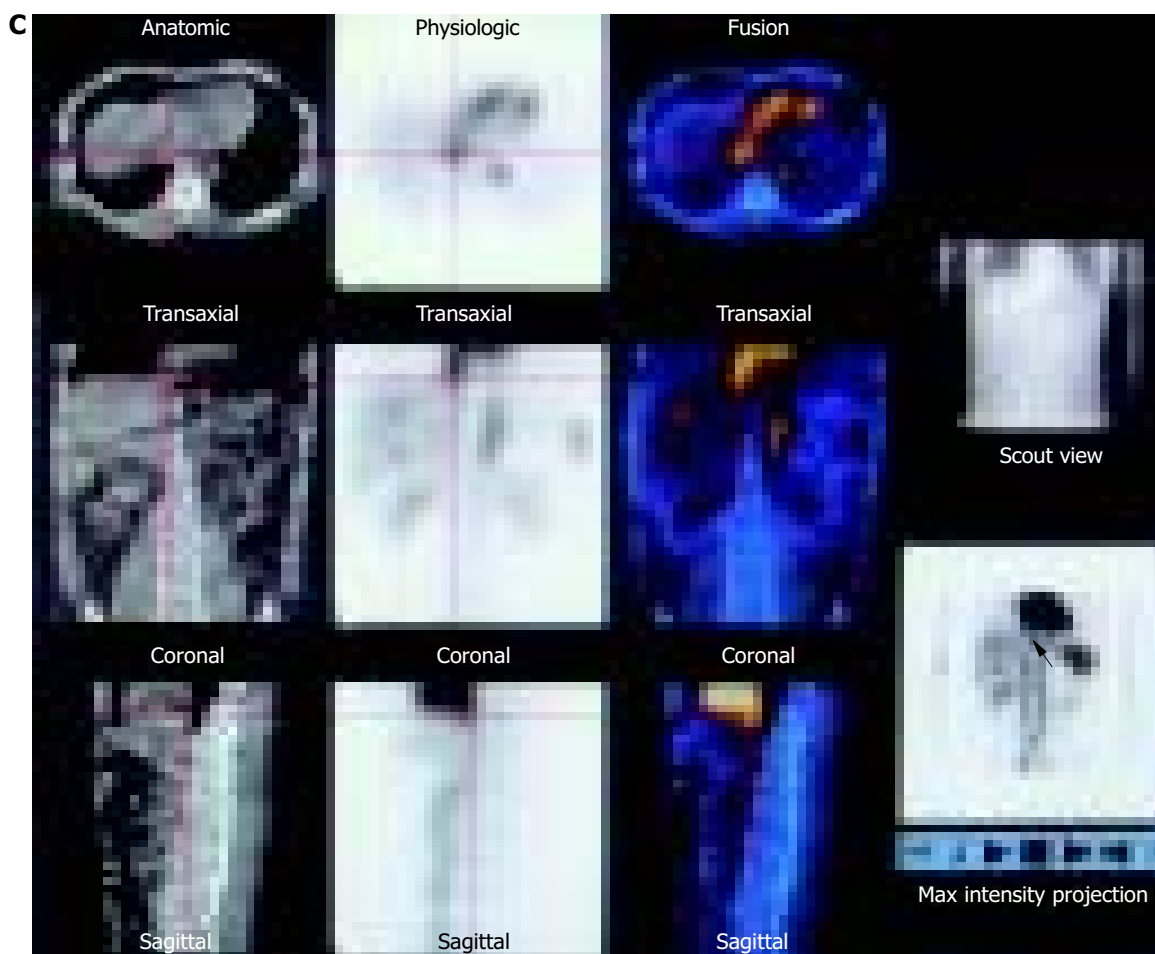 C
Anatomic Physiologic Fusion
Transaxial Transaxial Transaxial
Scout view
Coronal Coronal Coronal
Max intensity projection
Sagittal Sagittal Sagittal